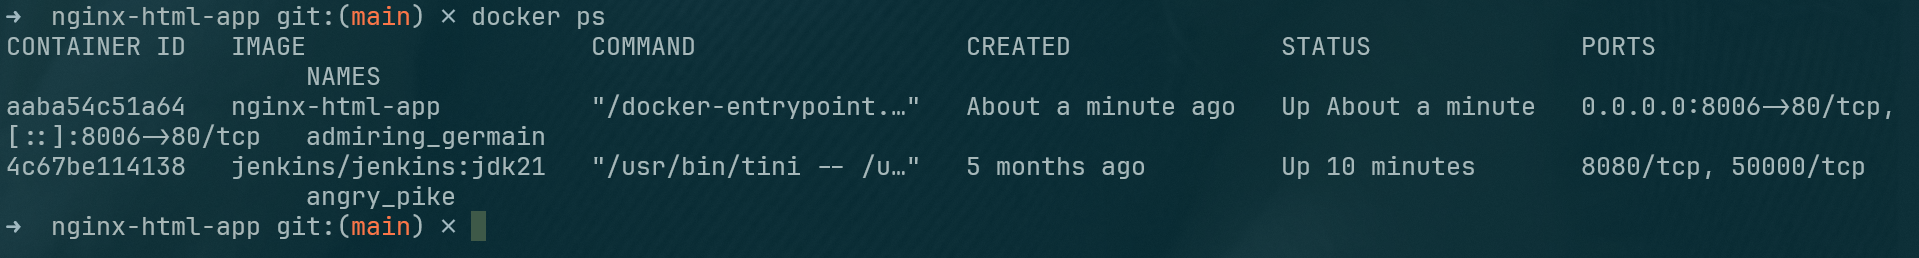 ➜  nginx-html-app git:(main) × docker ps
CONTAINER ID   IMAGE                   COMMAND                  CREATED              STATUS              PORTS
                    NAMES
aaba54c51a64   nginx-html-app          "/docker-entrypoint.…"   About a minute ago   Up About a minute   0.0.0.0:8006->80/tcp,
[::]:8006->80/tcp   admiring_germain
4c67be114138   jenkins/jenkins:jdk21   "/usr/bin/tini -- /u…"   5 months ago         Up 10 minutes       8080/tcp, 50000/tcp
                    angry_pike
➜  nginx-html-app git:(main) ×